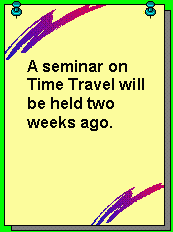 A seminar on
Time Travel will
be held two
weeks ago.